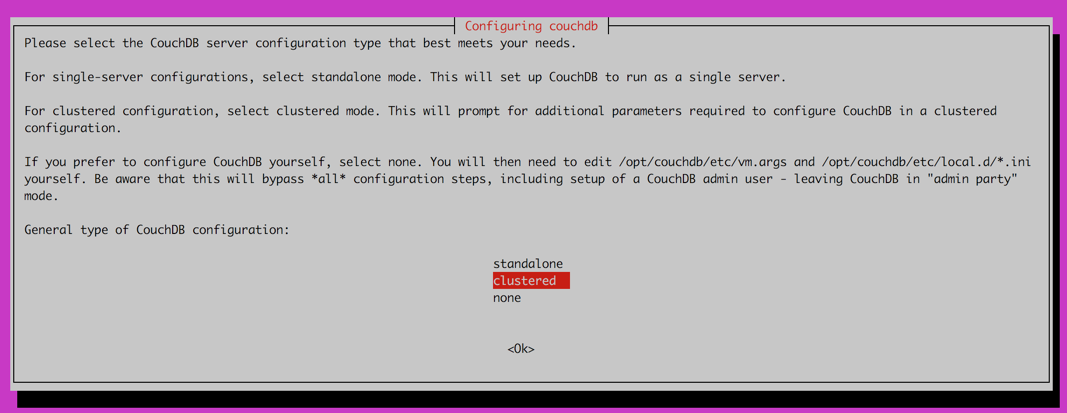 Configuring couchdb
Please select the CouchDB server configuration type that best meets your needs.
For single-server configurations, select standalone mode. This will set up CouchDB to run as a single server.
For clustered configuration, select clustered mode. This will prompt for additional parameters required to configure CouchDB in a clustered
configuration.
If you prefer to configure CouchDB yourself, select none. You will then need to edit /opt/couchdb/etc/vm.args and /opt/couchdb/etc/local.d/*.ini
yourself. Be aware that this will bypass *all* configuration steps, including setup of a CouchDB admin user - leaving CouchDB in "admin party"
mode.
General type of CouchDB configuration:
standalone
clustered
none
<Ok>